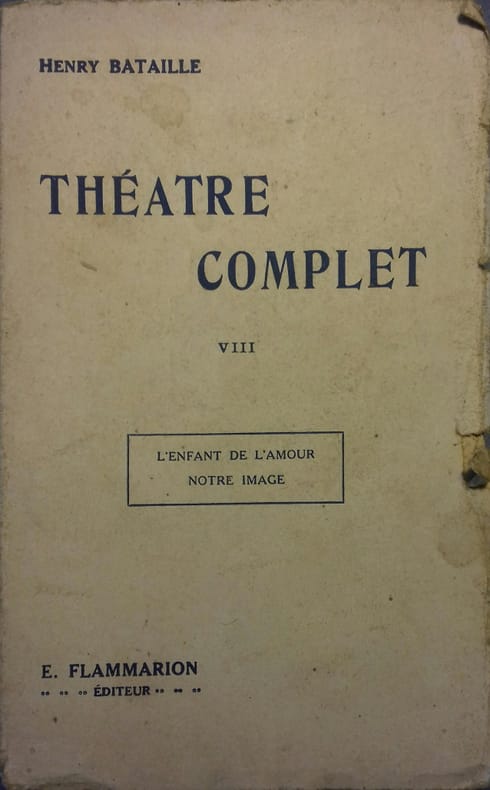 HENRY BATAILLE
THÉATRE
COMPLET
VIII
L'ENFANT DE L'AMOUR
NOTRE IMAGE
E. FLAMMARION
ÉDITEUR